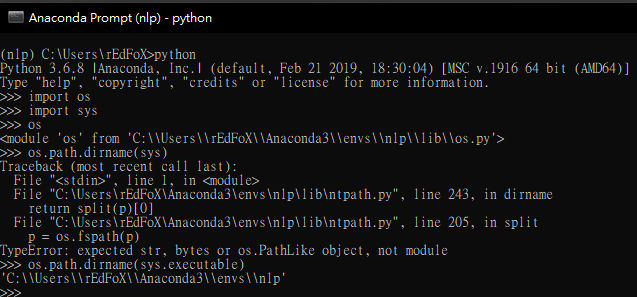 Anaconda Prompt (nlp) - python
(nlp) C:\Users\rEdFoX>python
Python 3.6.8 |Anaconda, Inc.| (default, Feb 21 2019, 18:30:04) [MSC v.1916 64 bit (AMD64)]
Type "help", "copyright", "credits" or "license" for more information.
>>> import os
>>> import sys
>>> os
<module 'os' from 'C:\\Users\\rEdFoX\\Anaconda3\\envs\\nlp\\lib\\os.py'>
>>> os.path.dirname(sys)
Traceback (most recent call last):
  File "<stdin>", line 1, in <module>
  File "C:\Users\rEdFoX\Anaconda3\envs\nlp\lib\ntpath.py", line 243, in dirname
    return split(p)[0]
  File "C:\Users\rEdFoX\Anaconda3\envs\nlp\lib\ntpath.py", line 205, in split
    p = os.fspath(p)
TypeError: expected str, bytes or os.PathLike object, not module
>>> os.path.dirname(sys.executable)
'C:\\Users\\rEdFoX\\Anaconda3\\envs\\nlp'
>>>